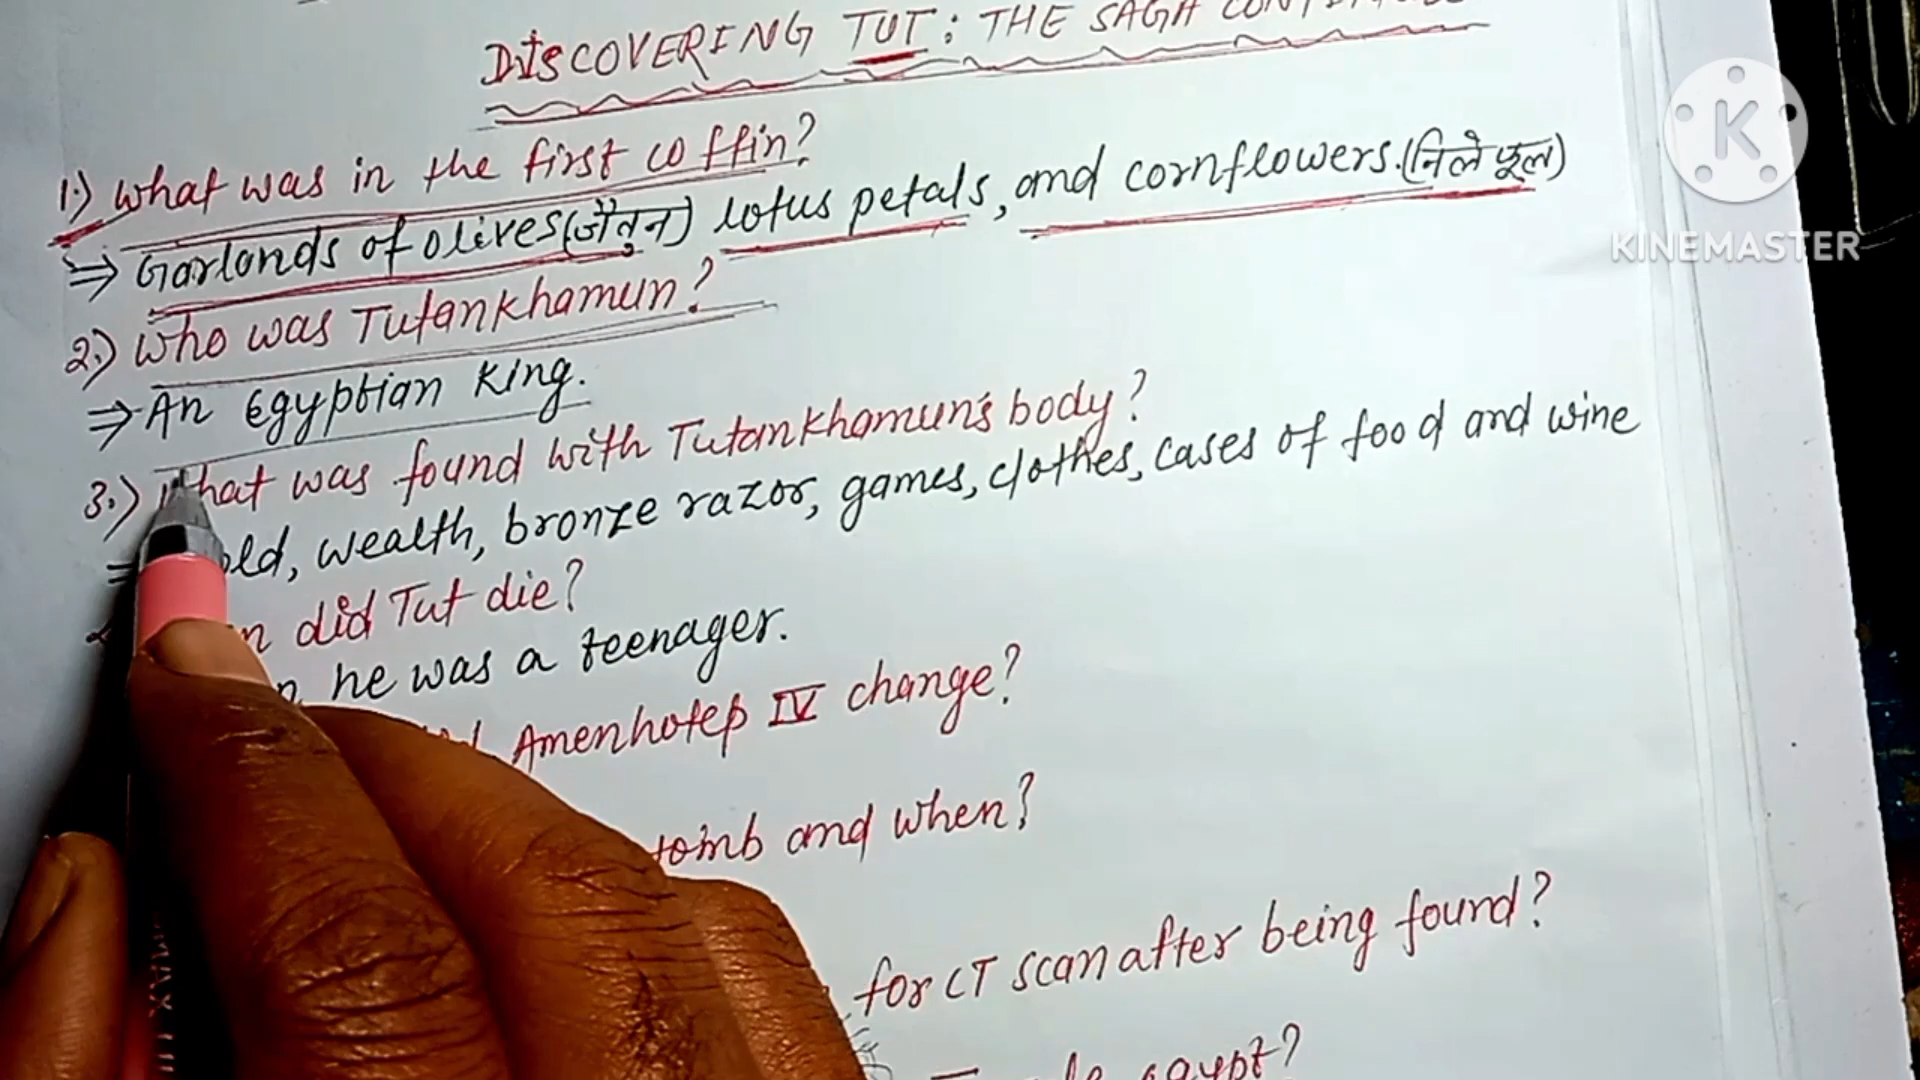 DISCOVERING TUT: THE SAGA
1.) What was in the first coffin?
⇒ Garlands of olives(जैतुन) lotus petals, and cornflowers.(निले फूल)
2.) Who was Tutankhamun?
⇒ An Egyptian King.
3.) What was found with Tutankhamun's body?
wealth, bronze razor, games, clothes, cases of food and wine
did Tut die?
he was a teenager.
Amenhotep IV change?
tomb and when?
for CT scan after being found?
egypt?
K
KINEMASTER